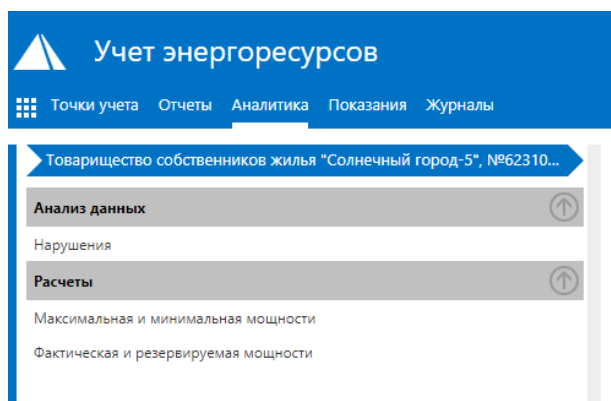 Учет энергоресурсов
Точки учета Отчеты Аналитика Показания Журналы
Товарищество собственников жилья "Солнечный город-5", №62310...
Анализ данных
Нарушения
Расчеты
Максимальная и минимальная мощности
Фактическая и резервируемая мощности